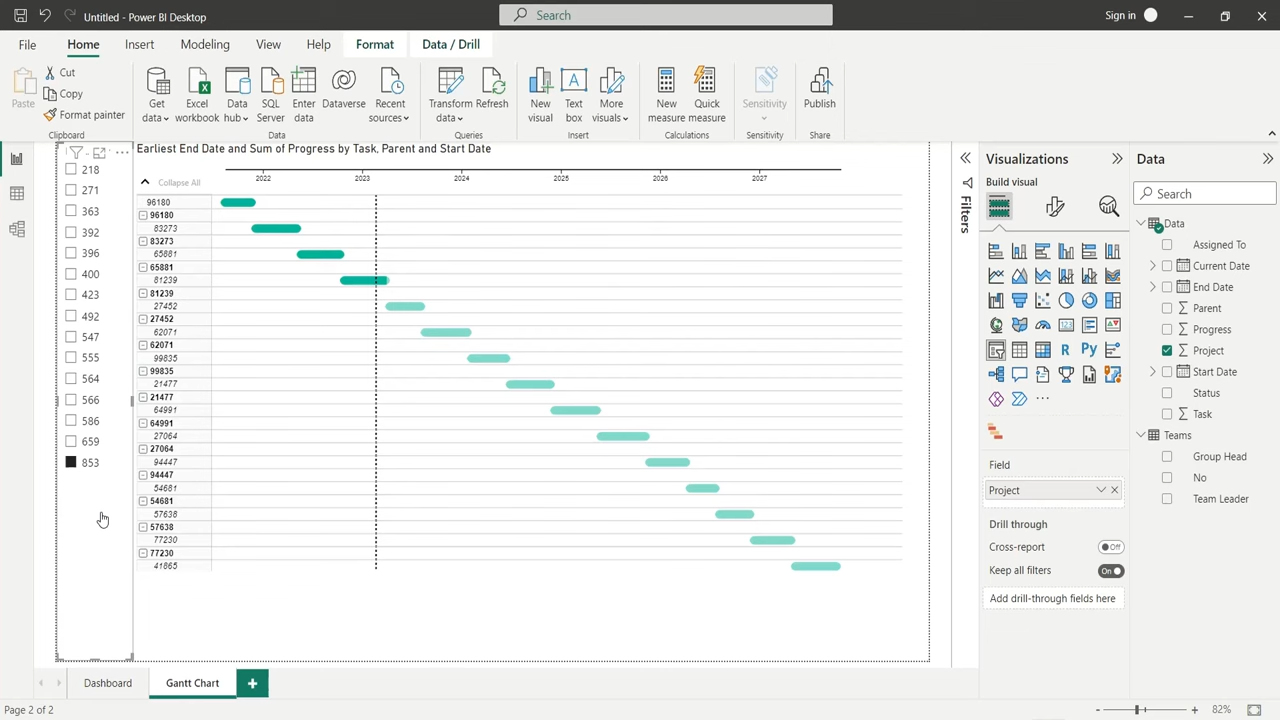 Untitled - Power BI Desktop
Search
Sign in
File
Home
Insert
Modeling
View
Help
Format
Data / Drill
Paste
Cut
Copy
Format painter
Clipboard
Get data
Excel workbook
Data hub
SQL Server
Enter data
Dataverse
Recent sources
Data
Transform data
Refresh
Queries
New visual
Text box
More visuals
Insert
New measure
Quick measure
Calculations
Sensitivity
Sensitivity
Publish
Share
218
271
363
392
396
400
423
492
547
555
564
566
586
659
853
Earliest End Date and Sum of Progress by Task, Parent and Start Date
Collapse All
2022 2023 2024 2025 2026 2027
96180
96180
83273
83273
65881
65881
81239
81239
27452
27452
62071
62071
99835
99835
21477
21477
64991
64991
27064
27064
94447
94447
54681
54681
57638
57638
77230
77230
41865
Filters
Visualizations
Build visual
R
Py
123
Field
Project
Drill through
Cross-report
Off
Keep all filters
On
Add drill-through fields here
Data
Search
Data
Assigned To
Current Date
End Date
Parent
Progress
Project
Start Date
Status
Task
Teams
Group Head
No
Team Leader
Dashboard
Gantt Chart
Page 2 of 2
82%